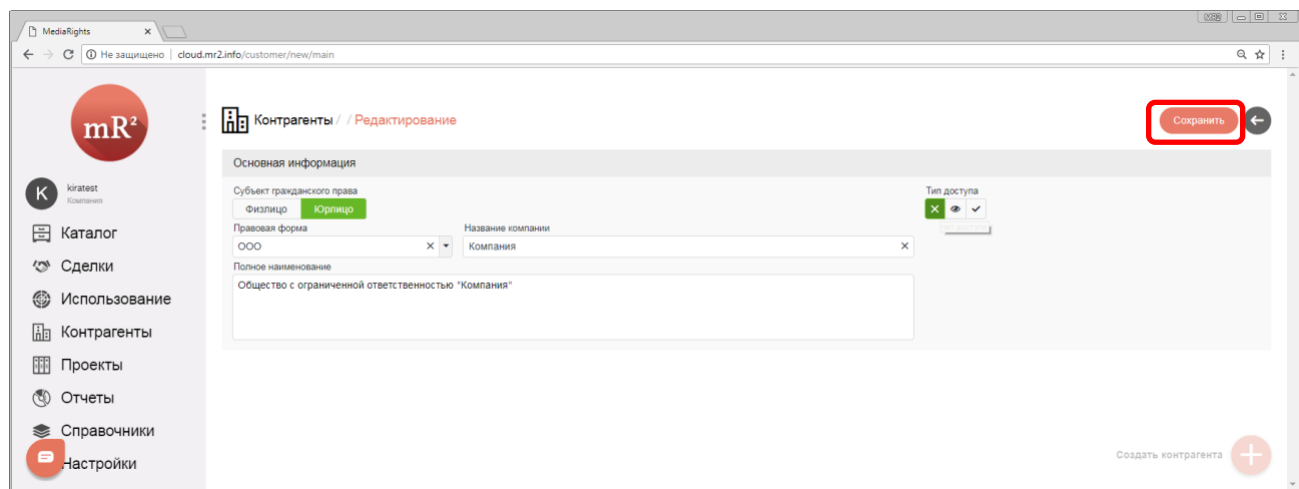 MediaRights
Не защищено | cloud.mr2.info/customer/new/main
mR²
Контрагенты / / Редактирование
Сохранить
Основная информация
K
kiratest
Компания
Субъект гражданского права
Тип доступа
Физлицо Юрлицо
Правовая форма
Название компании
ООО
Компания
Полное наименование
Общество с ограниченной ответственностью "Компания"
Каталог
Сделки
Использование
Контрагенты
Проекты
Отчеты
Справочники
Настройки
Создать контрагента